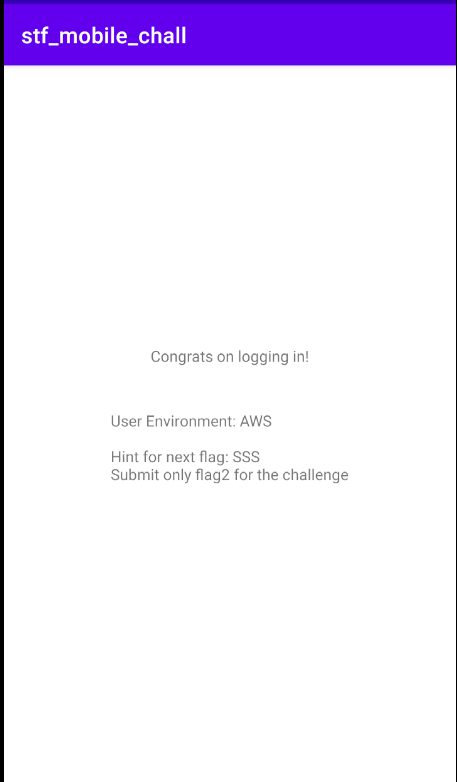 stf_mobile_chall
Congrats on logging in!
User Environment: AWS
Hint for next flag: SSS
Submit only flag2 for the challenge